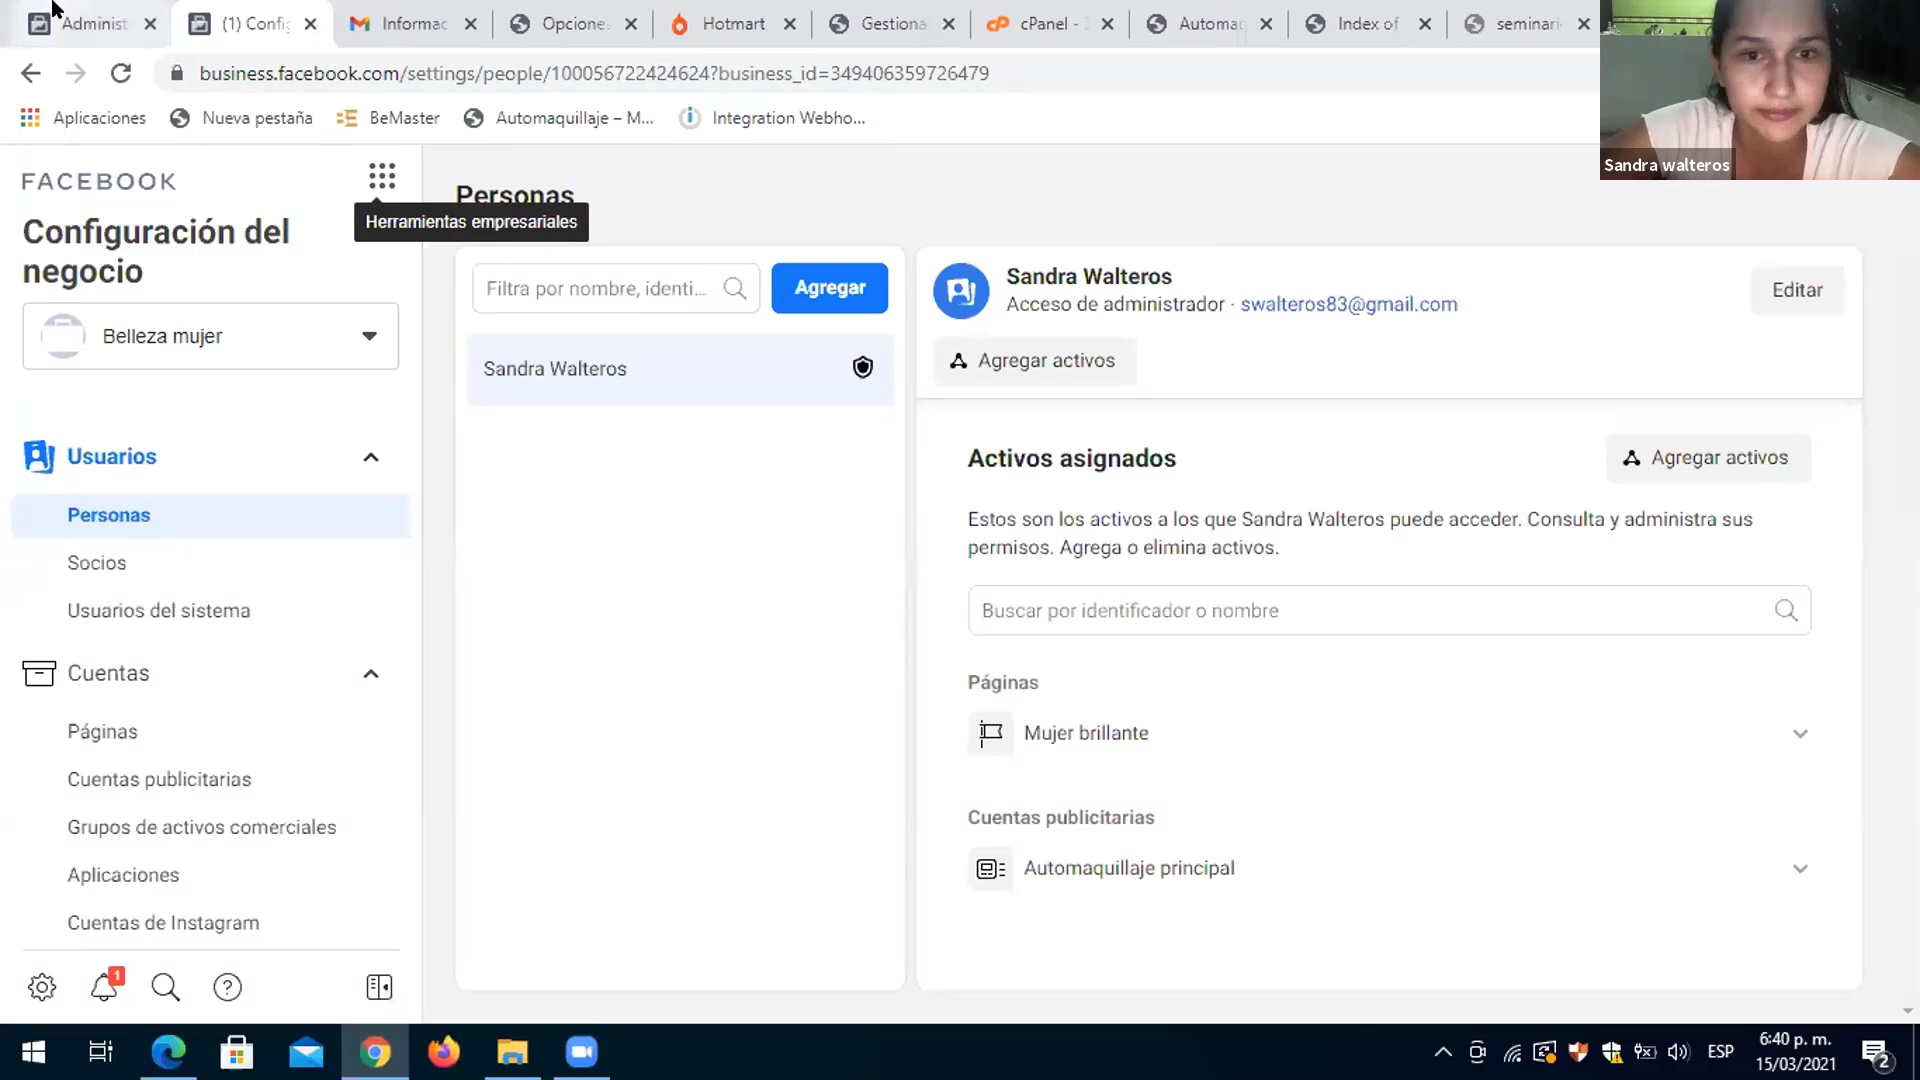 Administ
(1) Config
Informac
Opciones
Hotmart
Gestiona
cPanel - Z
Automaq
Index of
seminari
business.facebook.com/settings/people/100056722424624?business_id=349406359726479
Aplicaciones
Nueva pestaña
BeMaster
Automaquillaje – M...
Integration Webho...
Sandra walteros
FACEBOOK
Configuración del
negocio
Herramientas empresariales
Belleza mujer
Usuarios
Personas
Socios
Usuarios del sistema
Cuentas
Páginas
Cuentas publicitarias
Grupos de activos comerciales
Aplicaciones
Cuentas de Instagram
1
Personas
Filtra por nombre, identi...
Agregar
Sandra Walteros
Sandra Walteros
Acceso de administrador · swalteros83@gmail.com
Editar
Agregar activos
Activos asignados
Agregar activos
Estos son los activos a los que Sandra Walteros puede acceder. Consulta y administra sus
permisos. Agrega o elimina activos.
Buscar por identificador o nombre
Páginas
Mujer brillante
Cuentas publicitarias
Automaquillaje principal
ESP
6:40 p. m.
15/03/2021
2